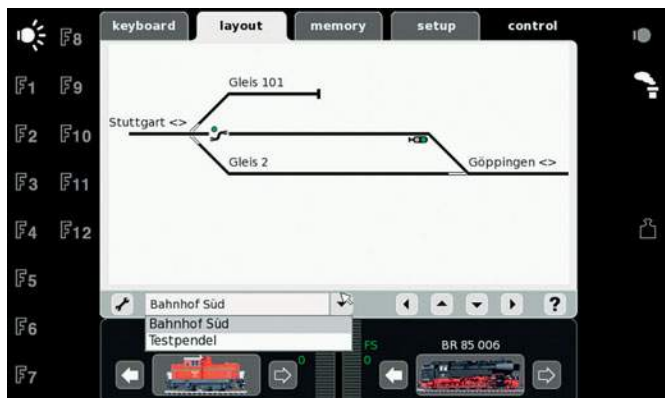 keyboard layout memory setup control
F8
F1 F9
F2 F10
F3 F11
F4 F12
F5
F6
F7
Gleis 101
Stuttgart <>
Gleis 2
Göppingen <>
Bahnhof Süd
?
Bahnhof Süd
Testpendel
FS
BR 85 006
0
0